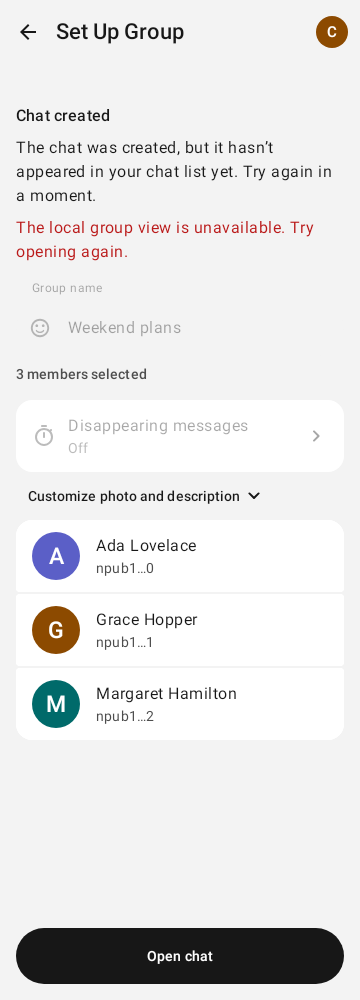 Set Up Group
C
Chat created
The chat was created, but it hasn’t
appeared in your chat list yet. Try again in
a moment.
The local group view is unavailable. Try
opening again.
Group name
Weekend plans
3 members selected
Disappearing messages
Off
Customize photo and description
A
Ada Lovelace
npub1…0
G
Grace Hopper
npub1…1
M
Margaret Hamilton
npub1…2
Open chat